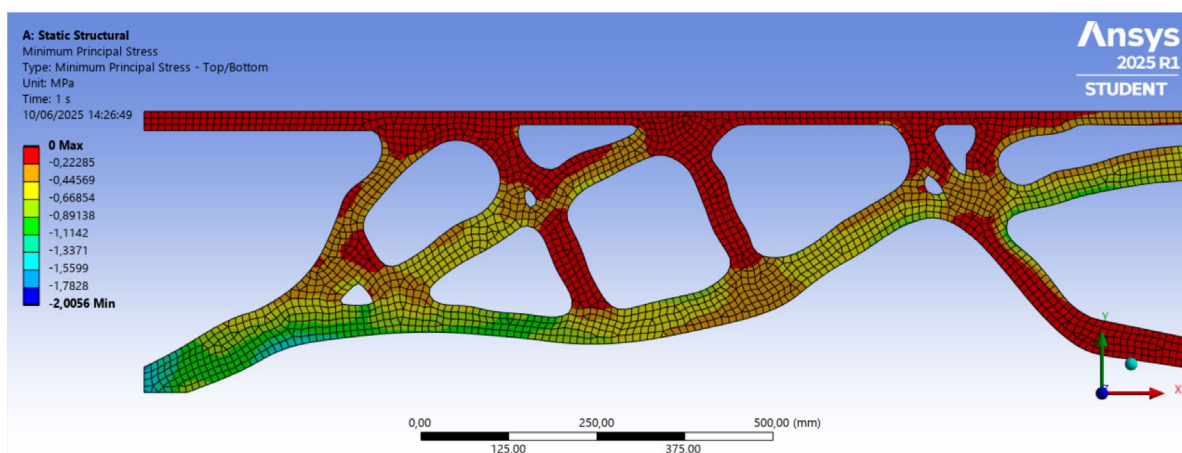 A: Static Structural
Minimum Principal Stress
Type: Minimum Principal Stress - Top/Bottom
Unit: MPa
Time: 1 s
10/06/2025 14:26:49
0 Max
-0,22285
-0,44569
-0,66854
-0,89138
-1,1142
-1,3371
-1,5599
-1,7828
-2,0056 Min
Ansys
2025 R1
STUDENT
Y
Z
X
0,00 250,00 500,00 (mm)
125,00 375,00